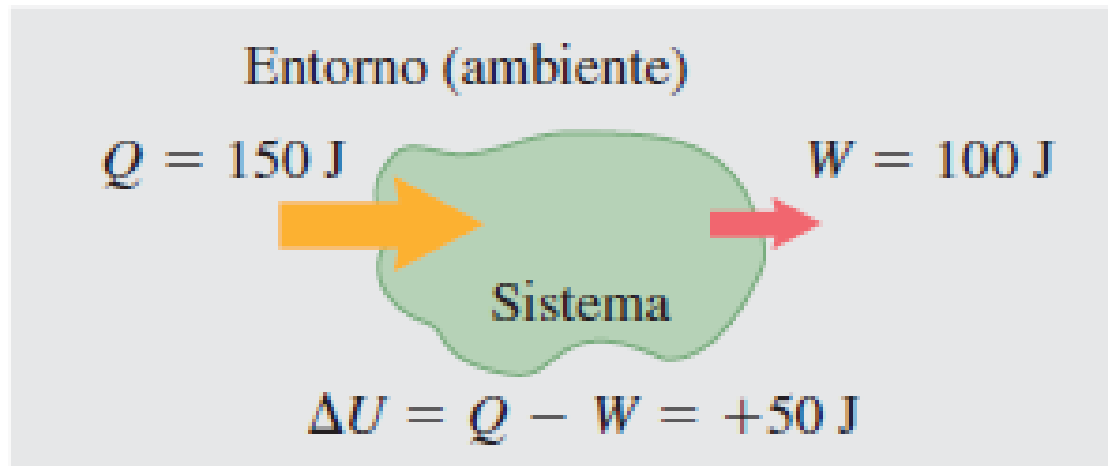 Entorno (ambiente)
Q = 150 J
W = 100 J
Sistema
ΔU = Q − W = +50 J